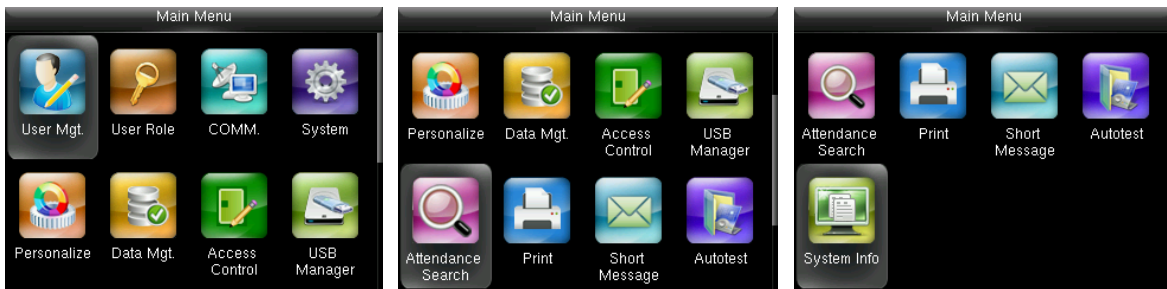 Main Menu
User Mgt.
User Role
COMM.
System
Personalize
Data Mgt.
Access
Control
USB
Manager
Main Menu
Personalize
Data Mgt.
Access
Control
USB
Manager
Attendance
Search
Print
Short
Message
Autotest
Main Menu
Attendance
Search
Print
Short
Message
Autotest
System Info